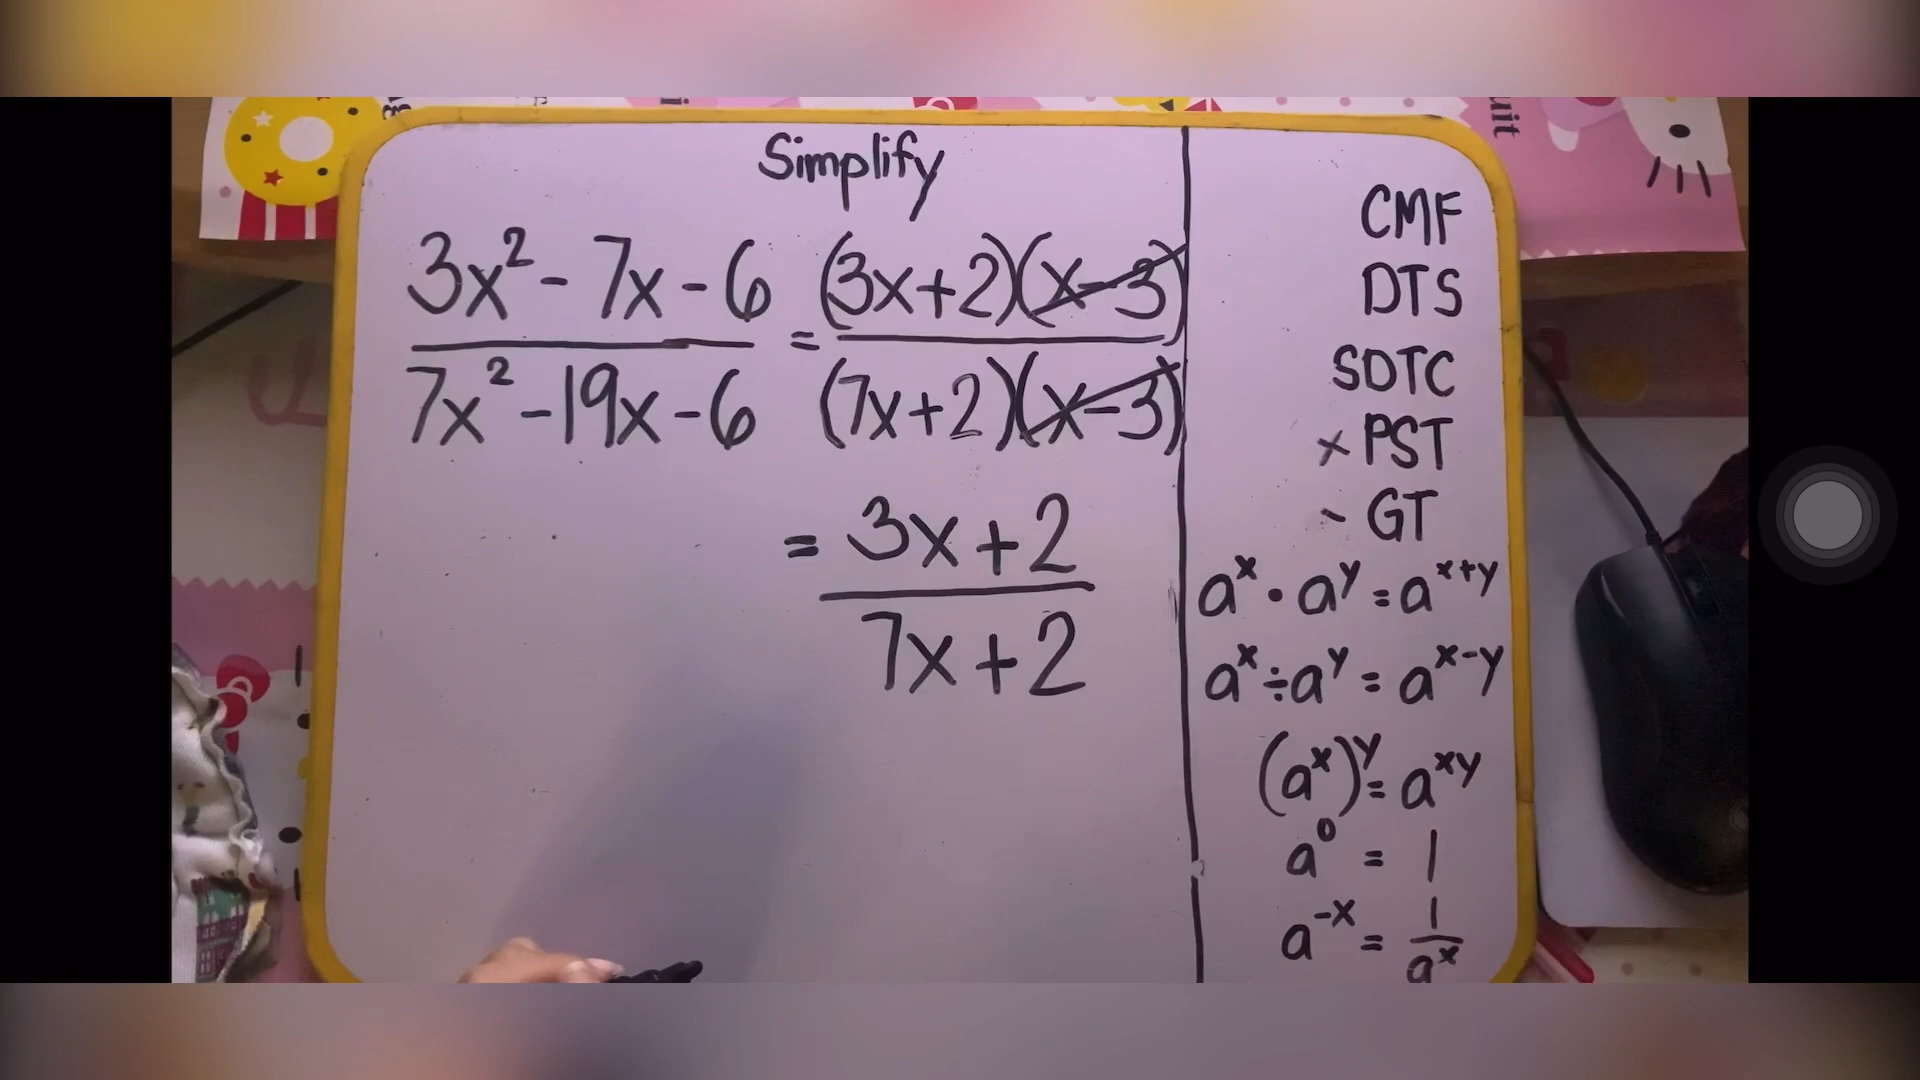 Simplify
3x² - 7x - 6 / 7x² - 19x - 6 = (3x+2)(x-3) / (7x+2)(x-3)
= 3x+2 / 7x+2
CMF
DTS
SDTC
x PST
- GT
aˣ · aʸ = aˣ⁺ʸ
aˣ ÷ aʸ = aˣ⁻ʸ
(aˣ)ʸ = aˣʸ
a⁰ = 1
a⁻ˣ = 1/aˣ
uit